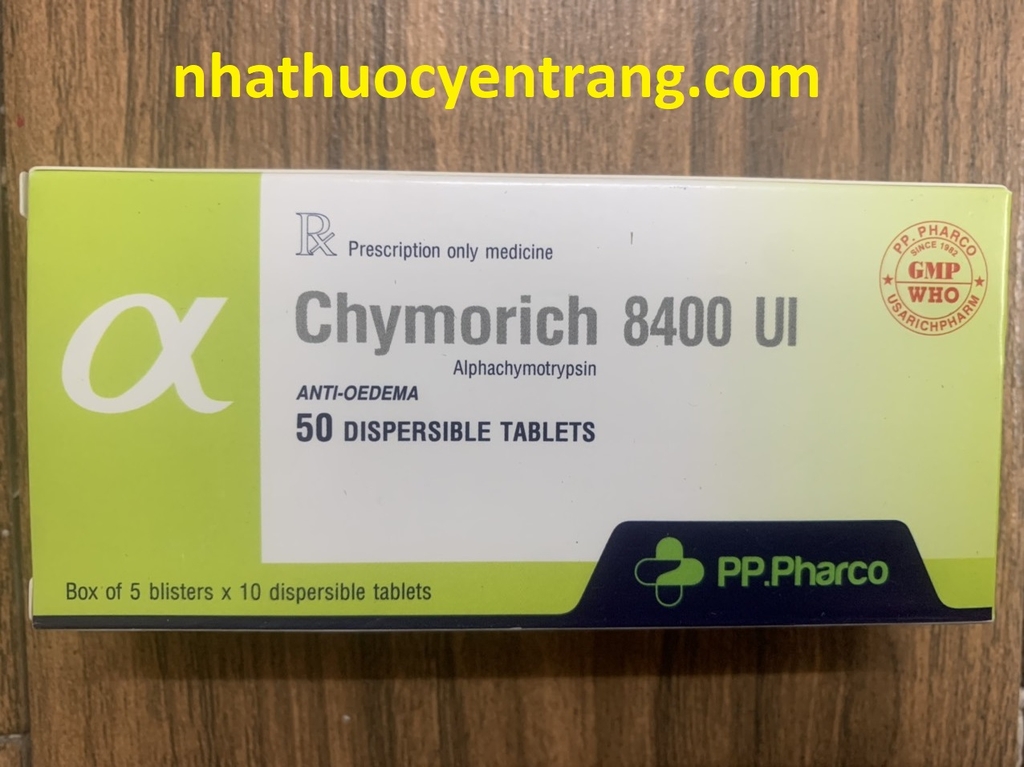 nhathuocyentrang.com
Rx Prescription only medicine
α
Chymorich 8400 UI
Alphachymotrypsin
ANTI-OEDEMA
50 DISPERSIBLE TABLETS
PP. PHARCO
SINCE 1982
GMP
WHO
USARICHPHARM
Box of 5 blisters x 10 dispersible tablets
PP.Pharco